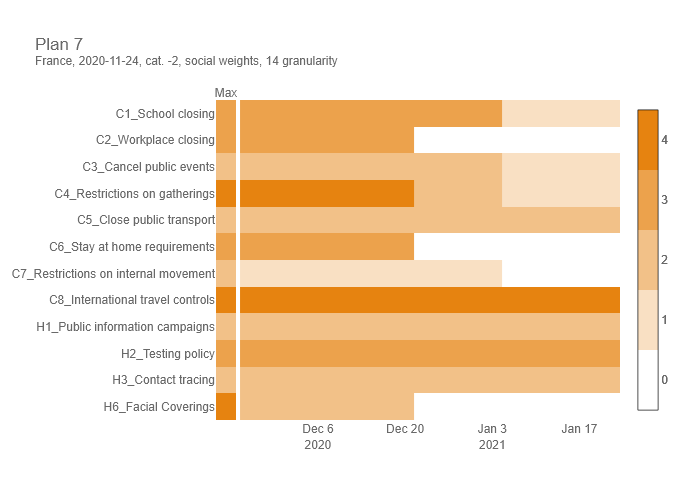 Plan 7
France, 2020-11-24, cat. -2, social weights, 14 granularity
Max
C1_School closing
C2_Workplace closing
C3_Cancel public events
C4_Restrictions on gatherings
C5_Close public transport
C6_Stay at home requirements
C7_Restrictions on internal movement
C8_International travel controls
H1_Public information campaigns
H2_Testing policy
H3_Contact tracing
H6_Facial Coverings
Dec 6 Dec 20 Jan 3 Jan 17
2020 2021
4
3
2
1
0